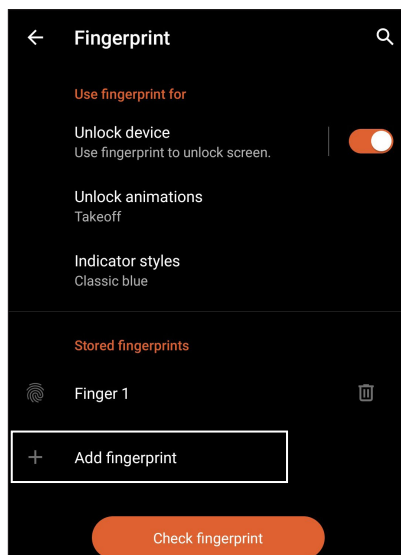 Fingerprint
Use fingerprint for
Unlock device
Use fingerprint to unlock screen.
Unlock animations
Takeoff
Indicator styles
Classic blue
Stored fingerprints
Finger 1
Add fingerprint
Check fingerprint